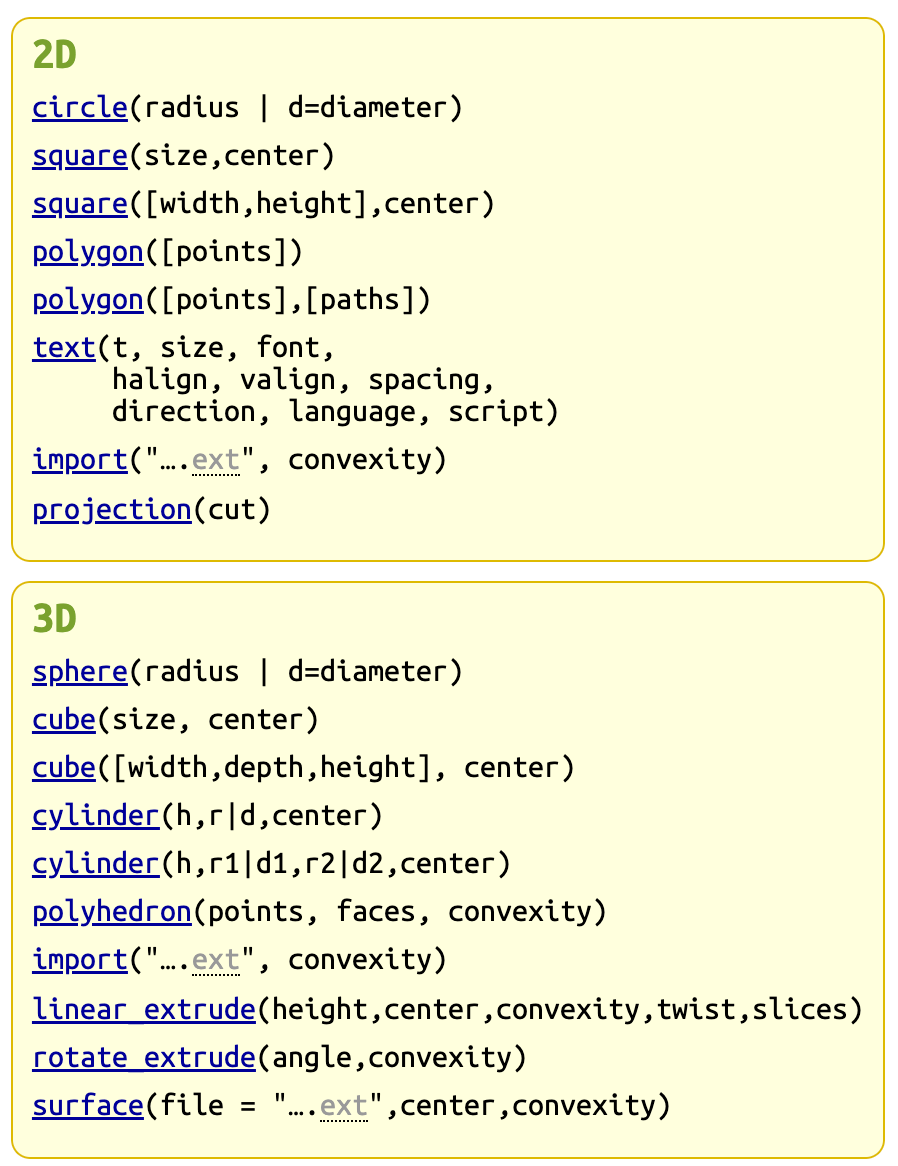 2D
circle(radius | d=diameter)
square(size,center)
square([width,height],center)
polygon([points])
polygon([points],[paths])
text(t, size, font,
halign, valign, spacing,
direction, language, script)
import("….ext", convexity)
projection(cut)
3D
sphere(radius | d=diameter)
cube(size, center)
cube([width,depth,height], center)
cylinder(h,r|d,center)
cylinder(h,r1|d1,r2|d2,center)
polyhedron(points, faces, convexity)
import("….ext", convexity)
linear_extrude(height,center,convexity,twist,slices)
rotate_extrude(angle,convexity)
surface(file = "….ext",center,convexity)